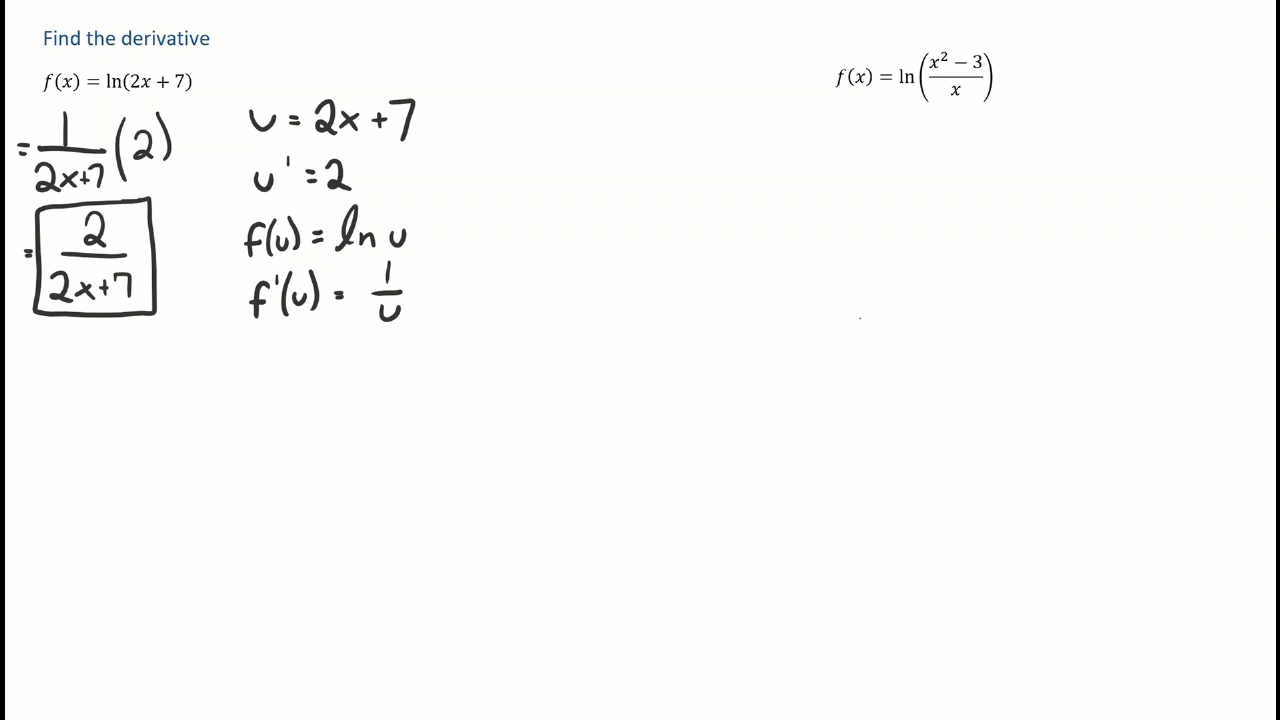 Find the derivative
f(x) = ln(2x + 7)
= 1/(2x+7) (2)
= 2/(2x+7)
u = 2x+7
u' = 2
f(u) = ln u
f'(u) = 1/u
f(x) = ln((x² − 3)/x)